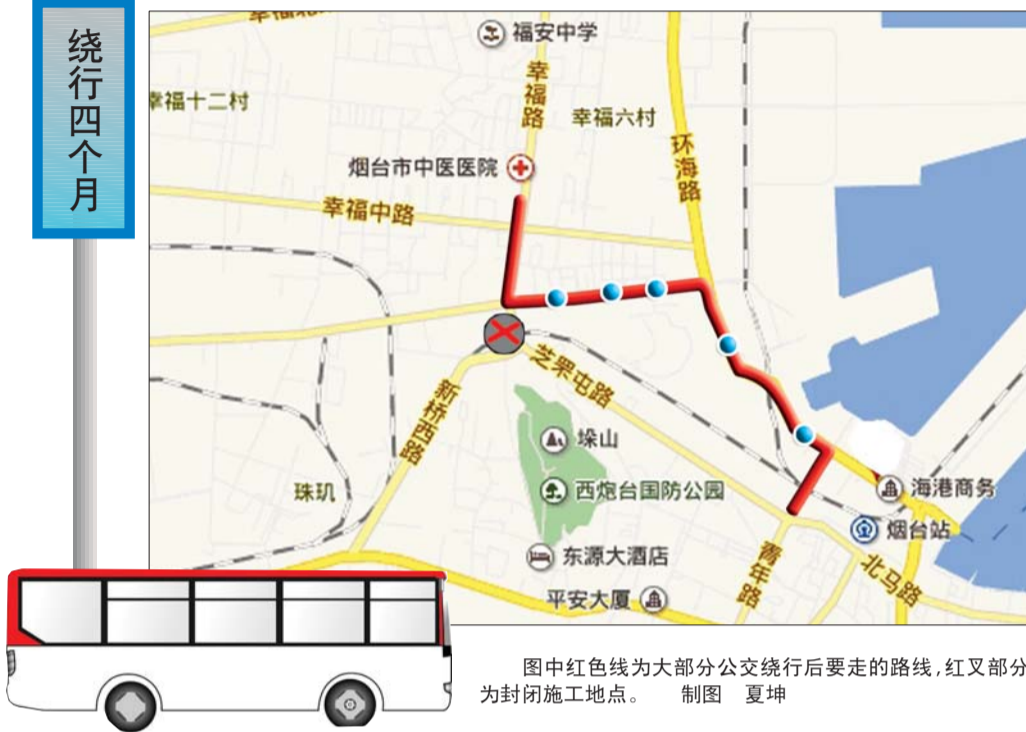 绕行四个月
福安中学
幸福路
幸福十二村
幸福六村
环海路
烟台市中医医院
幸福中路
芝罘屯路
新桥西路
垛山
珠玑
西炮台国防公园
海港商务
烟台站
东源大酒店
青年路
北马路
平安大厦
图中红色线为大部分公交绕行后要走的路线,红叉部分
为封闭施工地点。 制图 夏坤